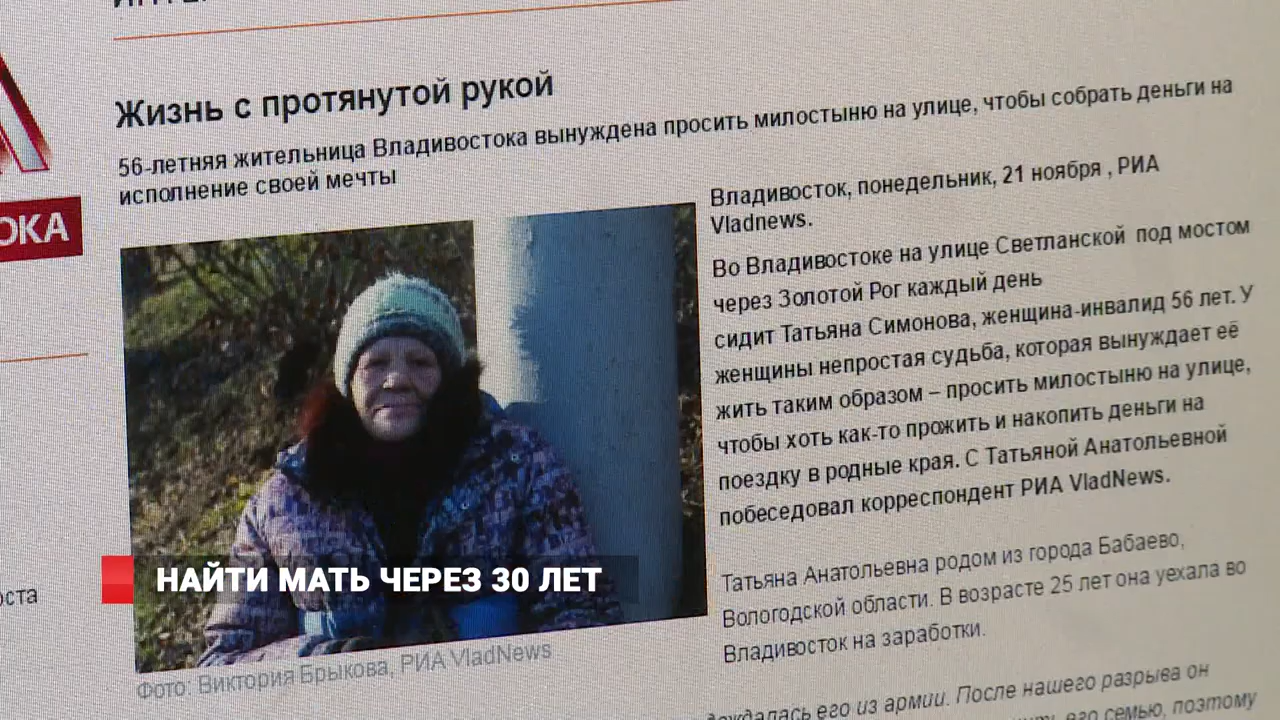 Жизнь с протянутой рукой
56-летняя жительница Владивостока вынуждена просить милостыню на улице, чтобы собрать деньги на
исполнение своей мечты
Владивосток, понедельник, 21 ноября , РИА
Vladnews.
Во Владивостоке на улице Светланской под мостом
через Золотой Рог каждый день
сидит Татьяна Симонова, женщина-инвалид 56 лет. У
женщины непростая судьба, которая вынуждает её
жить таким образом – просить милостыню на улице,
чтобы хоть как-то прожить и накопить деньги на
поездку в родные края. С Татьяной Анатольевной
побеседовал корреспондент РИА VladNews.
Татьяна Анатольевна родом из города Бабаево,
Вологодской области. В возрасте 25 лет она уехала во
Владивосток на заработки.
его из армии. После нашего разрыва он
его семью, поэтому
Фото: Виктория Брыкова, РИА VladNews
НАЙТИ МАТЬ ЧЕРЕЗ 30 ЛЕТ